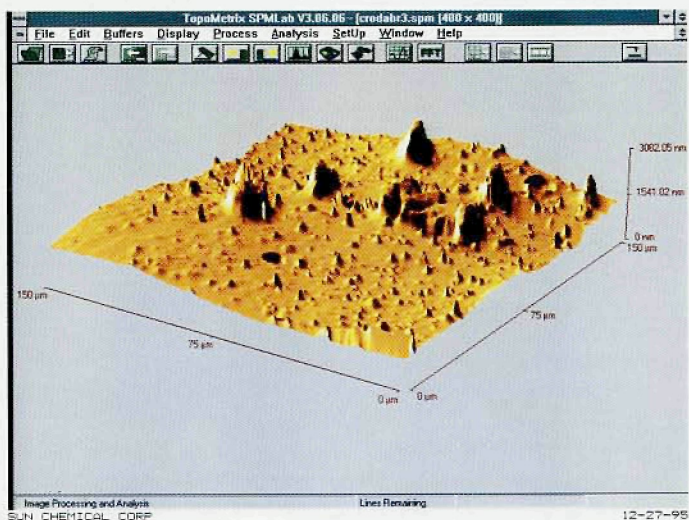 TopoMetrix SPMLab V3.06.06 - [crodabr3.spm [400 x 400]]
File Edit Buffers Display Process Analysis SetUp Window Help
FFT
3082.05 nm
1541.02 nm
0 nm
150 µm
150 µm
75 µm
75 µm
0 µm
0 µm
Image Processing and Analysis Lines Remaining
SUN CHEMICAL CORP 12-27-95